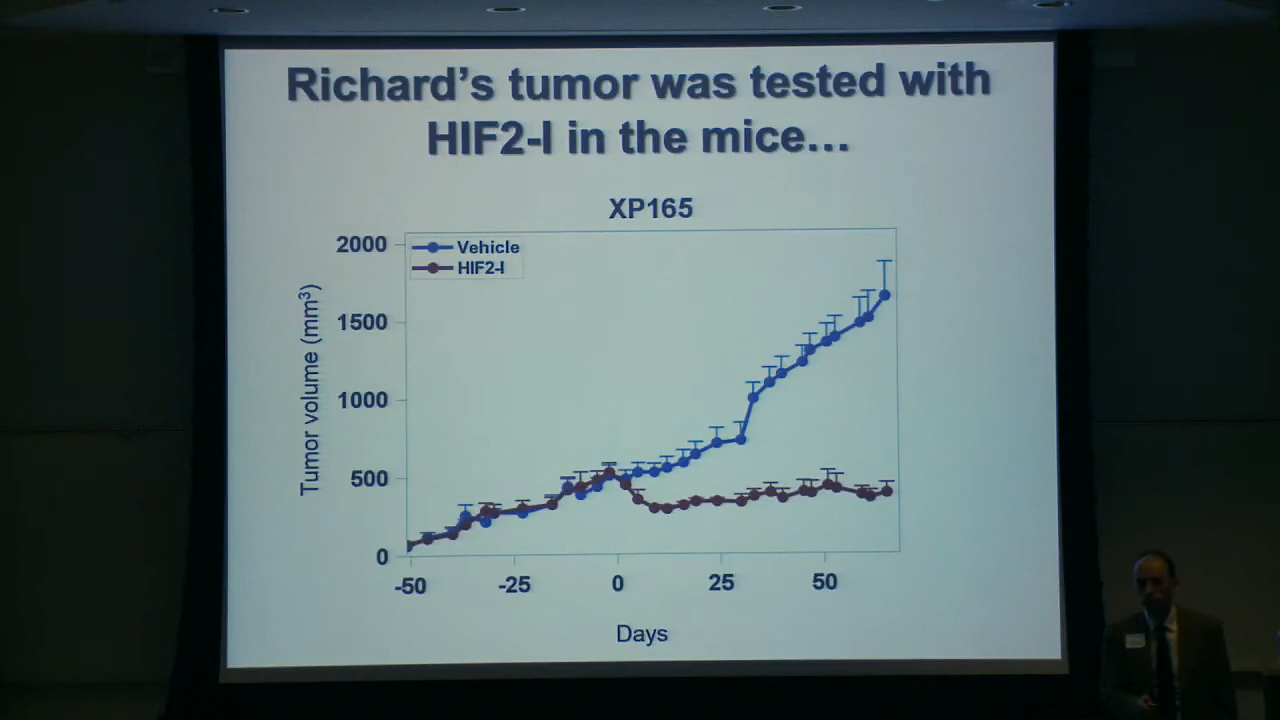 Richard's tumor was tested with
HIF2-I in the mice...
XP165
Vehicle
HIF2-I
Tumor volume (mm³)
2000
1500
1000
500
0
-50
-25
0
25
50
Days